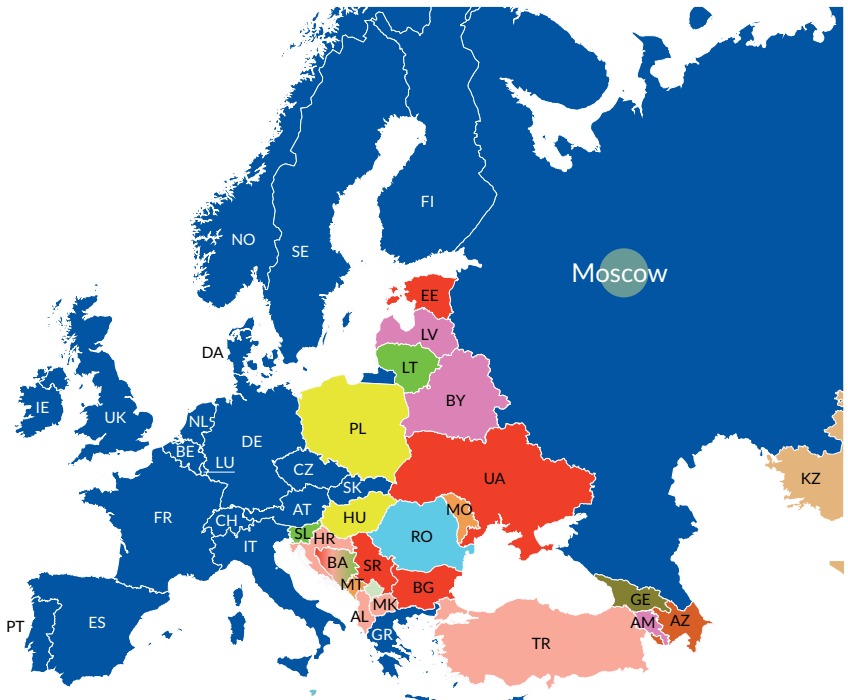 FI
NO
SE
Moscow
EE
LV
DA
LT
BY
IE
UK
NL
PL
DE
BE
LU
CZ
UA
KZ
SK
FR
AT
MO
CH
HU
RO
SL
HR
IT
BA
SR
MT
BG
GE
MK
AL
AM
AZ
PT
ES
GR
TR